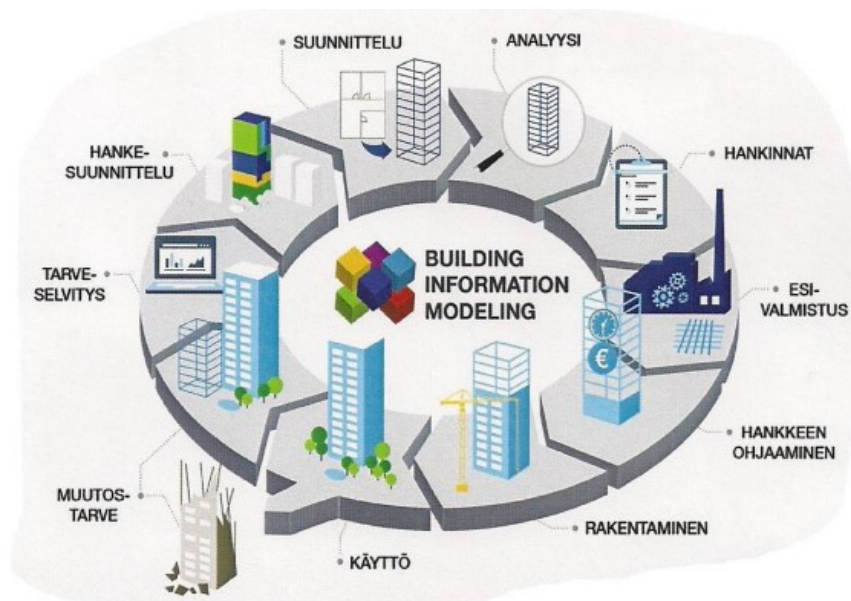 SUUNNITTELU
ANALYYSI
HANKE-
SUUNNITTELU
HANKINNAT
TARVE-
SELVITYS
BUILDING
INFORMATION
MODELING
ESI-
VALMISTUS
€
HANKKEEN
OHJAAMINEN
MUUTOS-
TARVE
RAKENTAMINEN
KÄYTTÖ